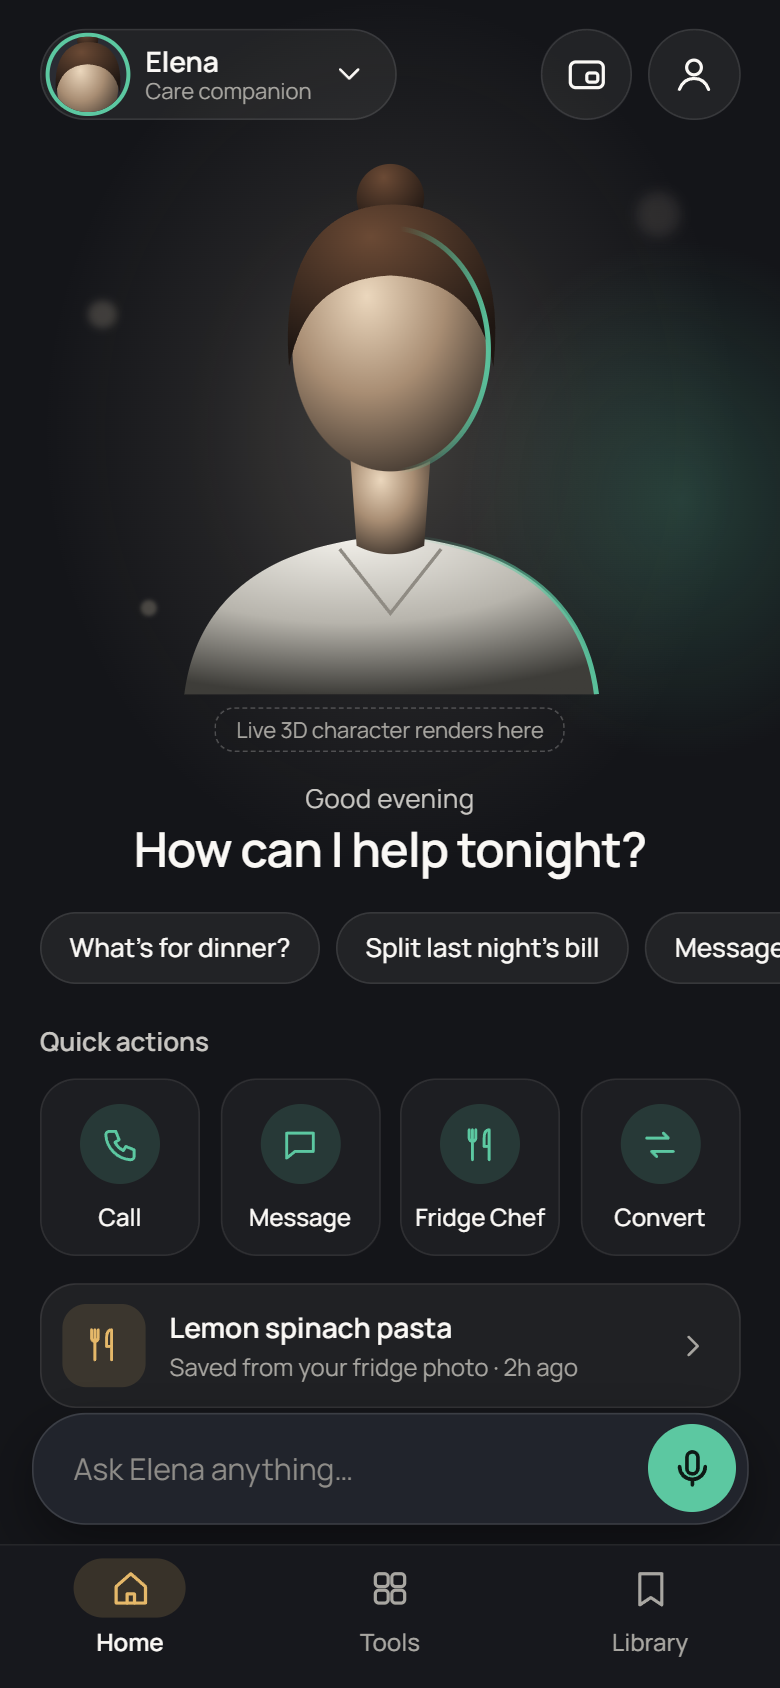 Elena
Care companion
Live 3D character renders here
Good evening
How can I help tonight?
What's for dinner?
Split last night's bill
Message
Quick actions
Call
Message
Fridge Chef
Convert
Lemon spinach pasta
Saved from your fridge photo · 2h ago
Ask Elena anything...
Home
Tools
Library